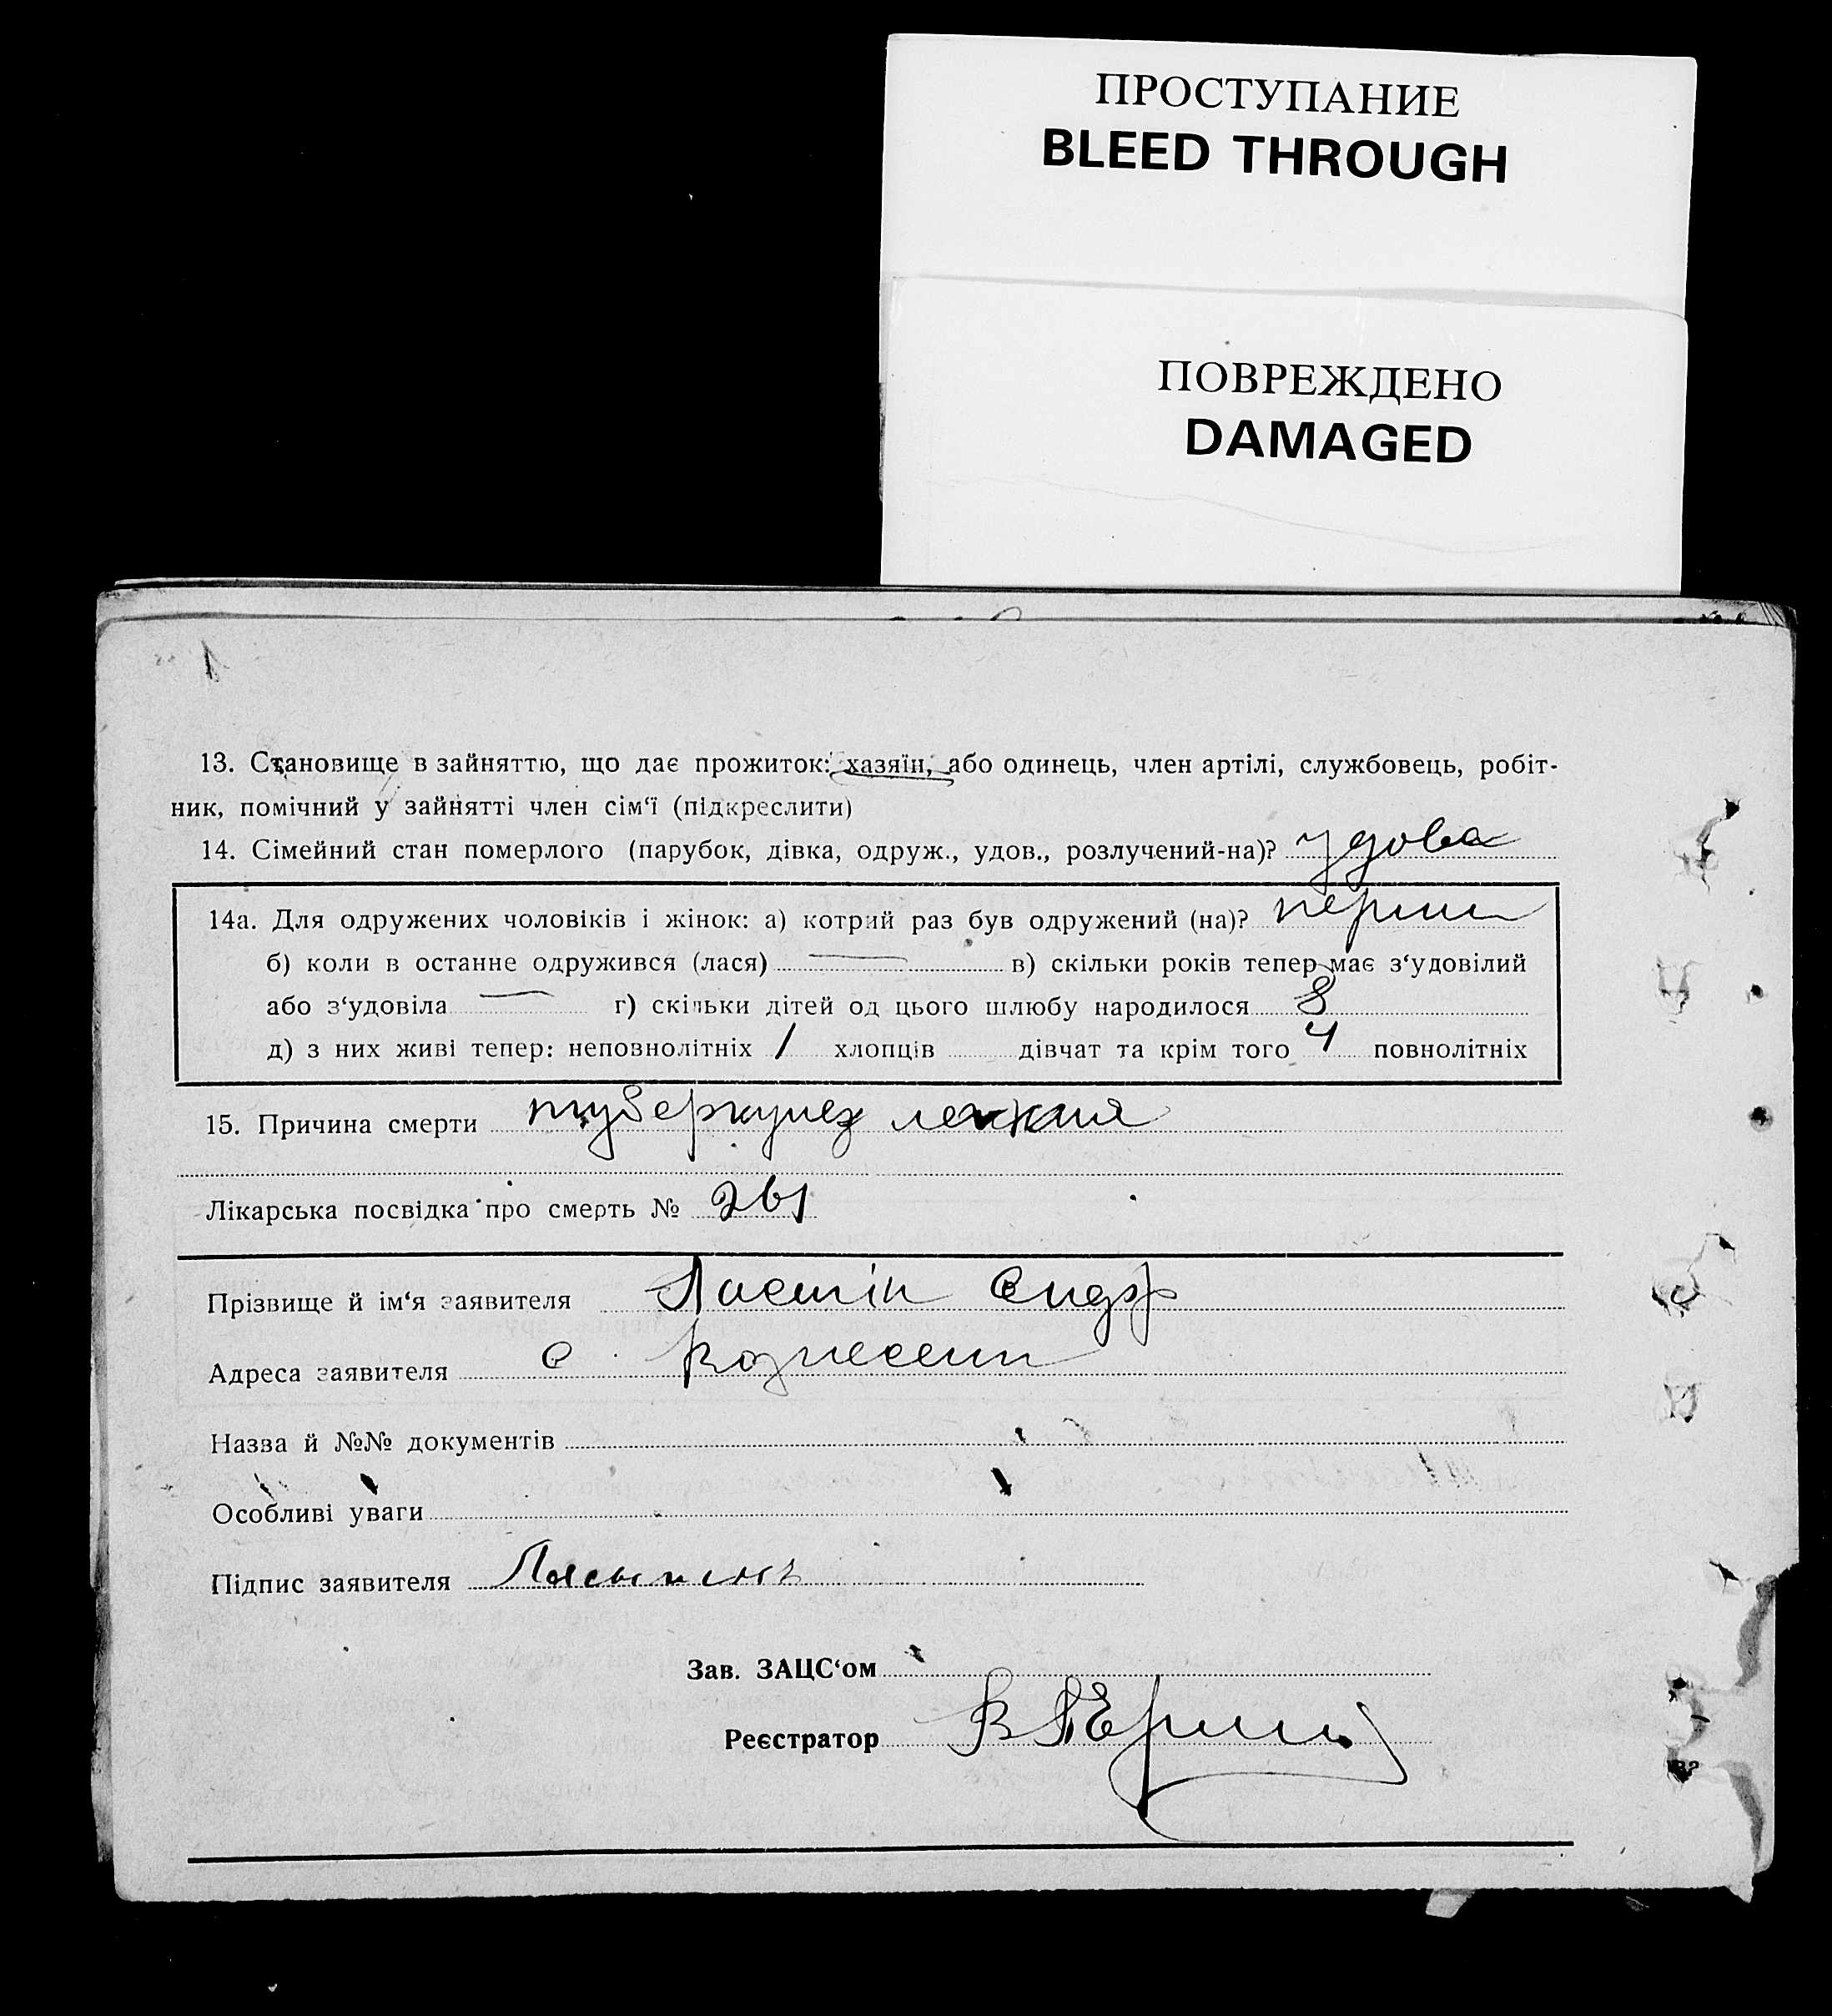 ПРОСТУПАНИЕ
BLEED THROUGH
ПОВРЕЖДЕНО
DAMAGED
1
13. Становище в зайняттю, що дає прожиток: хазяїн, або одинець, член артілі, службовець, робіт-
ник, помічний у зайнятті член сім‘ї (підкреслити)
14. Сімейний стан померлого (парубок, дівка, одруж., удов., розлучений-на)? удова
14а. Для одружених чоловіків і жінок: а) котрий раз був одружений (на)? перши
б) коли в останне одружився (лася) — в) скільки років тепер має з‘удовілий
або з‘удовіла — г) скільки дітей од цього шлюбу народилося 8
д) з них живі тепер: неповнолітніх 1 хлопців дівчат та крім того 4 повнолітніх
15. Причина смерти туберкулез
Лікарська посвідка про смерть № 261
Прізвище й ім‘я заявителя
Адреса заявителя с Вознесен
Назва й №№ документів
Особливі уваги
Підпис заявителя
Зав. ЗАЦС‘ом
Реєстратор